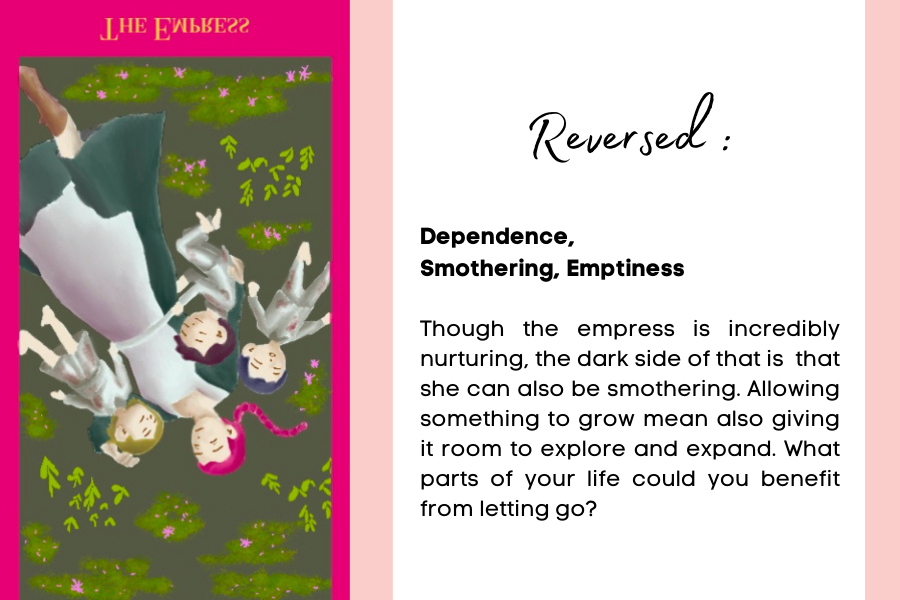 The Empress
Reversed :
Dependence,
Smothering, Emptiness
Though the empress is incredibly
nurturing, the dark side of that is that
she can also be smothering. Allowing
something to grow mean also giving
it room to explore and expand. What
parts of your life could you benefit
from letting go?